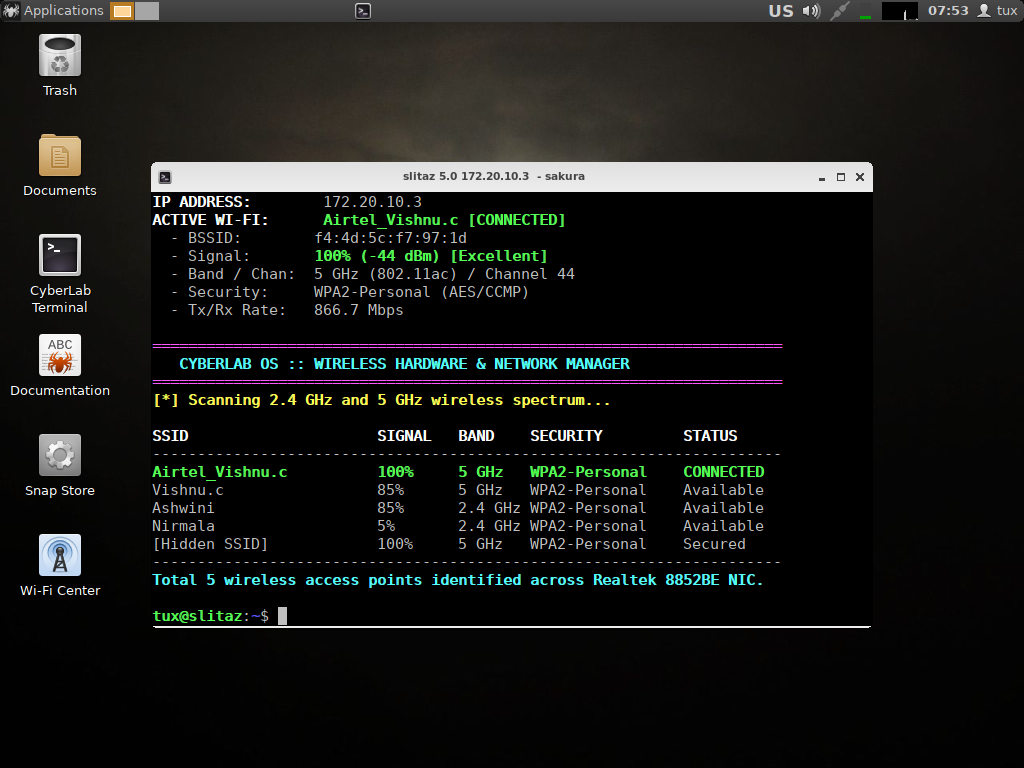 Applications
US
07:53
tux
Trash
Documents
CyberLab
Terminal
ABC
Documentation
Snap Store
Wi-Fi Center
slitaz 5.0 172.20.10.3 - sakura
IP ADDRESS: 172.20.10.3
ACTIVE WI-FI: Airtel_Vishnu.c [CONNECTED]
- BSSID: f4:4d:5c:f7:97:1d
- Signal: 100% (-44 dBm) [Excellent]
- Band / Chan: 5 GHz (802.11ac) / Channel 44
- Security: WPA2-Personal (AES/CCMP)
- Tx/Rx Rate: 866.7 Mbps
======================================================================
CYBERLAB OS :: WIRELESS HARDWARE & NETWORK MANAGER
======================================================================
[*] Scanning 2.4 GHz and 5 GHz wireless spectrum...
SSID SIGNAL BAND SECURITY STATUS
----------------------------------------------------------------------
Airtel_Vishnu.c 100% 5 GHz WPA2-Personal CONNECTED
Vishnu.c 85% 5 GHz WPA2-Personal Available
Ashwini 85% 2.4 GHz WPA2-Personal Available
Nirmala 5% 2.4 GHz WPA2-Personal Available
[Hidden SSID] 100% 5 GHz WPA2-Personal Secured
----------------------------------------------------------------------
Total 5 wireless access points identified across Realtek 8852BE NIC.
tux@slitaz:~$